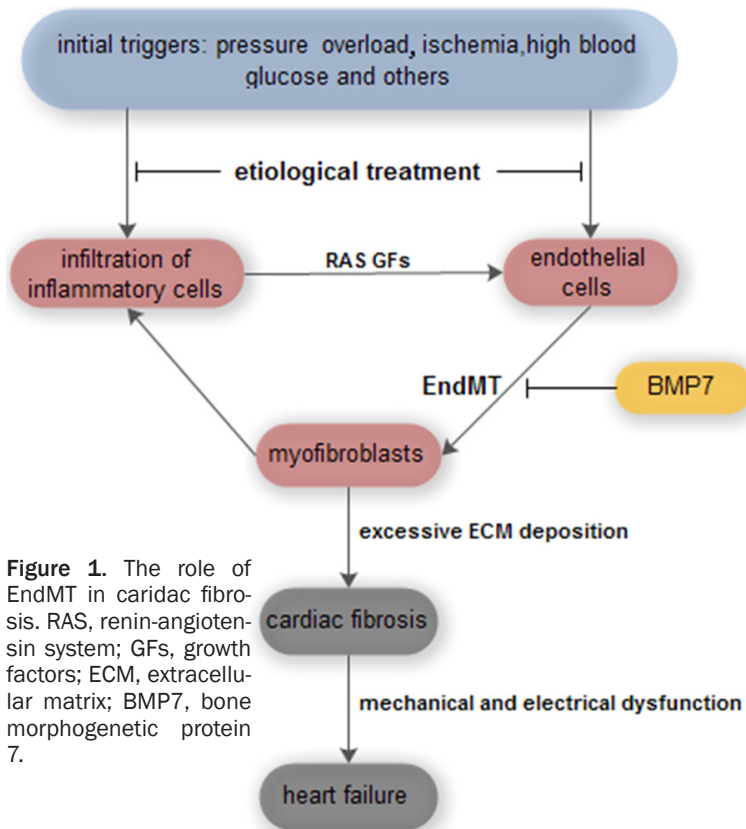 initial triggers: pressure overload, ischemia,high blood
glucose and others
etiological treatment
infiltration of
inflammatory cells
RAS GFs
endothelial
cells
EndMT
BMP7
myofibroblasts
excessive ECM deposition
Figure 1. The role of
EndMT in caridac fibro-
sis. RAS, renin-angioten-
sin system; GFs, growth
factors; ECM, extracellu-
lar matrix; BMP7, bone
morphogenetic protein
7.
cardiac fibrosis
mechanical and electrical dysfunction
heart failure